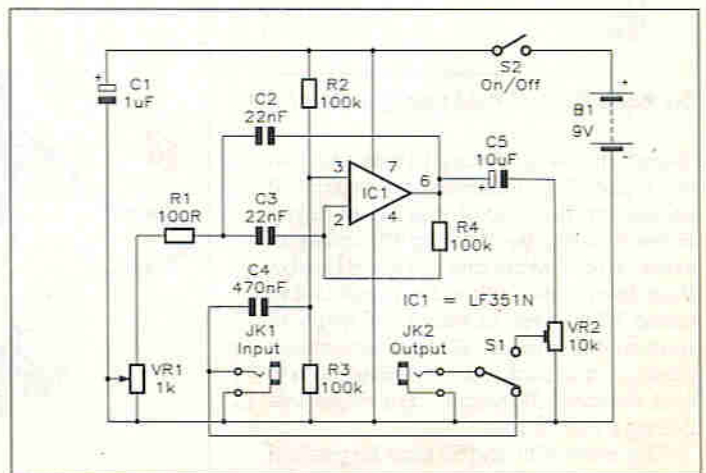 S2
On/Off
C1
1uF
+
R2
100k
C2
22nF
B1
9V
+
-
C5
10uF
+
3
7
IC1
6
2
4
R1
100R
C3
22nF
R4
100k
C4
470nF
IC1 = LF351N
JK1
Input
JK2
Output
S1
VR2
10k
VR1
1k
R3
100k